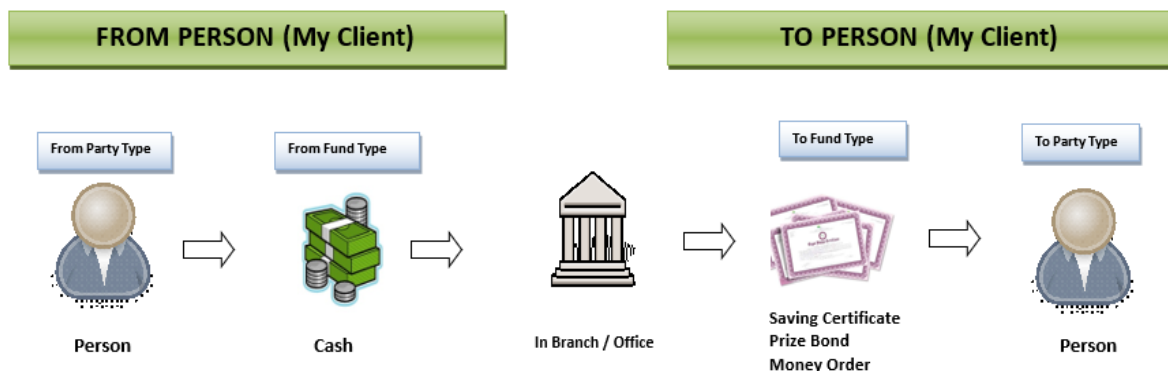 FROM PERSON (My Client)
TO PERSON (My Client)
From Party Type
From Fund Type
To Fund Type
To Party Type
Person
Cash
In Branch / Office
Saving Certificate
Prize Bond
Money Order
Person